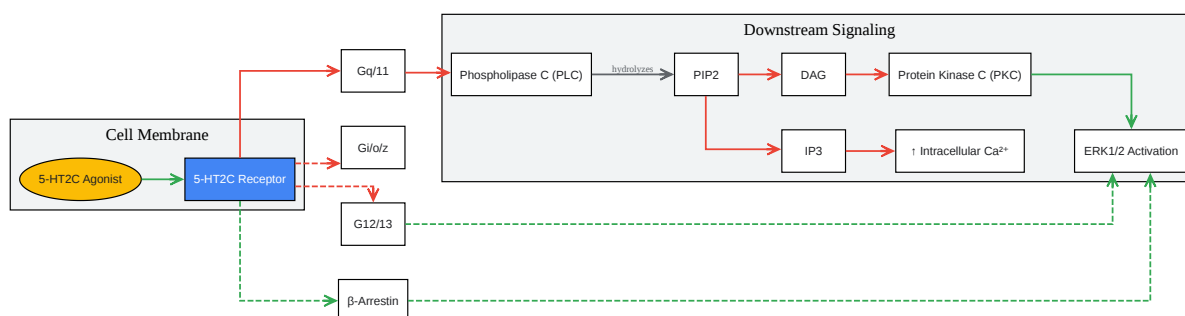 Downstream Signaling
Gq/11
Phospholipase C (PLC)
hydrolyzes
PIP2
DAG
Protein Kinase C (PKC)
Cell Membrane
Gi/o/z
IP3
↑ Intracellular Ca²⁺
ERK1/2 Activation
5-HT2C Agonist
5-HT2C Receptor
G12/13
β-Arrestin